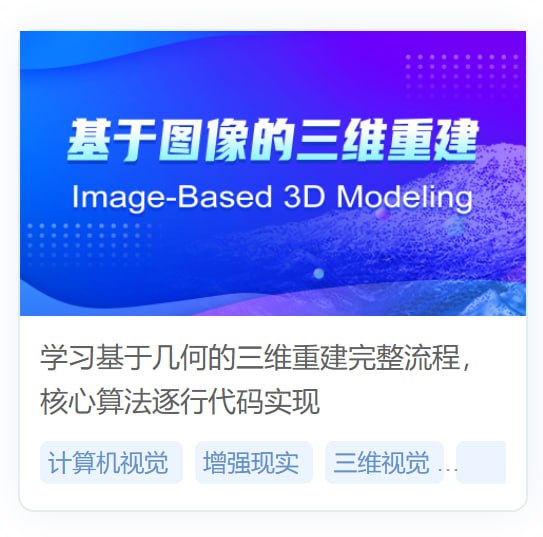 基于图像的三维重建
Image-Based 3D Modeling
学习基于几何的三维重建完整流程，
核心算法逐行代码实现
计算机视觉 增强现实 三维视觉 ...